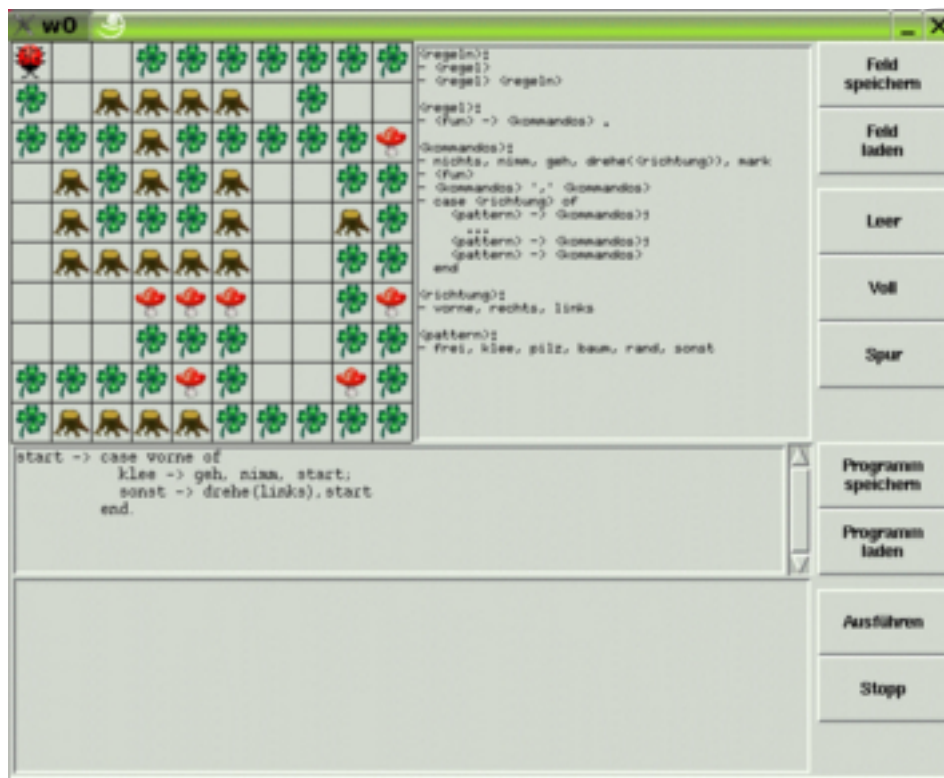 w0
<regeln>:
- <regel>
- <regel> <regeln>
<regel>:
- <fun> -> <kommandos> .
<kommandos>:
- nichts, nimm, geh, drehe(<richtung>), mark
- <fun>
- <kommandos> ',' <kommandos>
- case <richtung> of
<pattern> -> <kommandos>;
...
<pattern> -> <kommandos>;
<pattern> -> <kommandos>
end
<richtung>:
- vorne, rechts, links
<pattern>:
- frei, klee, pilz, baum, rand, sonst
Feld
speichern
Feld
laden
Leer
Voll
Spur
start -> case vorne of
klee -> geh, nimm, start;
sonst -> drehe(links),start
end.
Programm
speichern
Programm
laden
Ausführen
Stopp